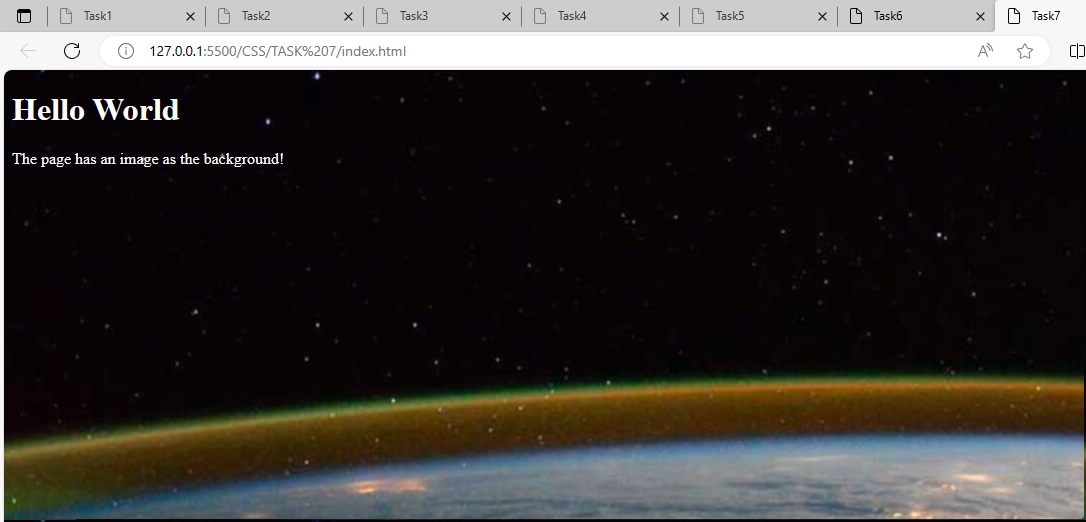 Task1 Task2 Task3 Task4 Task5 Task6 Task7
127.0.0.1:5500/CSS/TASK%207/index.html
Hello World
The page has an image as the background!